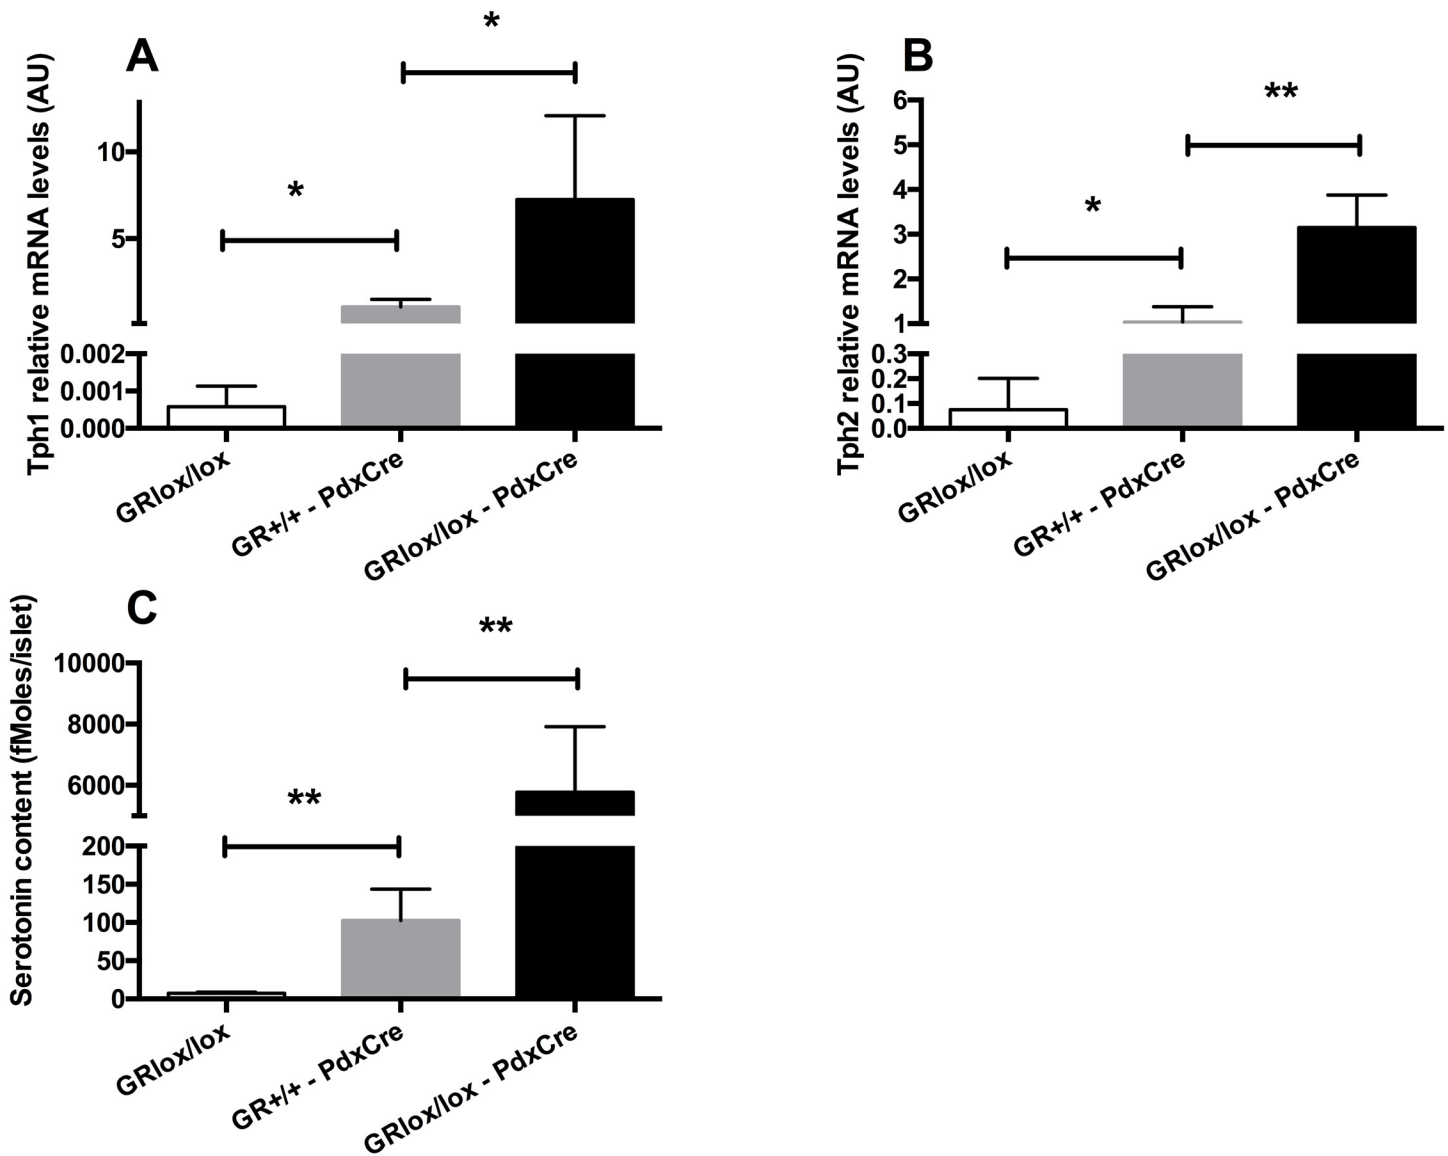 A
Tph1 relative mRNA levels (AU)
*
*
10
5
0.002
0.001
0.000
GRlox/lox
GR+/+ - PdxCre
GRlox/lox - PdxCre
B
Tph2 relative mRNA levels (AU)
**
*
6
5
4
3
2
1
0.3
0.2
0.1
0.0
GRlox/lox
GR+/+ - PdxCre
GRlox/lox - PdxCre
C
Serotonin content (fMoles/islet)
**
**
10000
8000
6000
200
150
100
50
0
GRlox/lox
GR+/+ - PdxCre
GRlox/lox - PdxCre